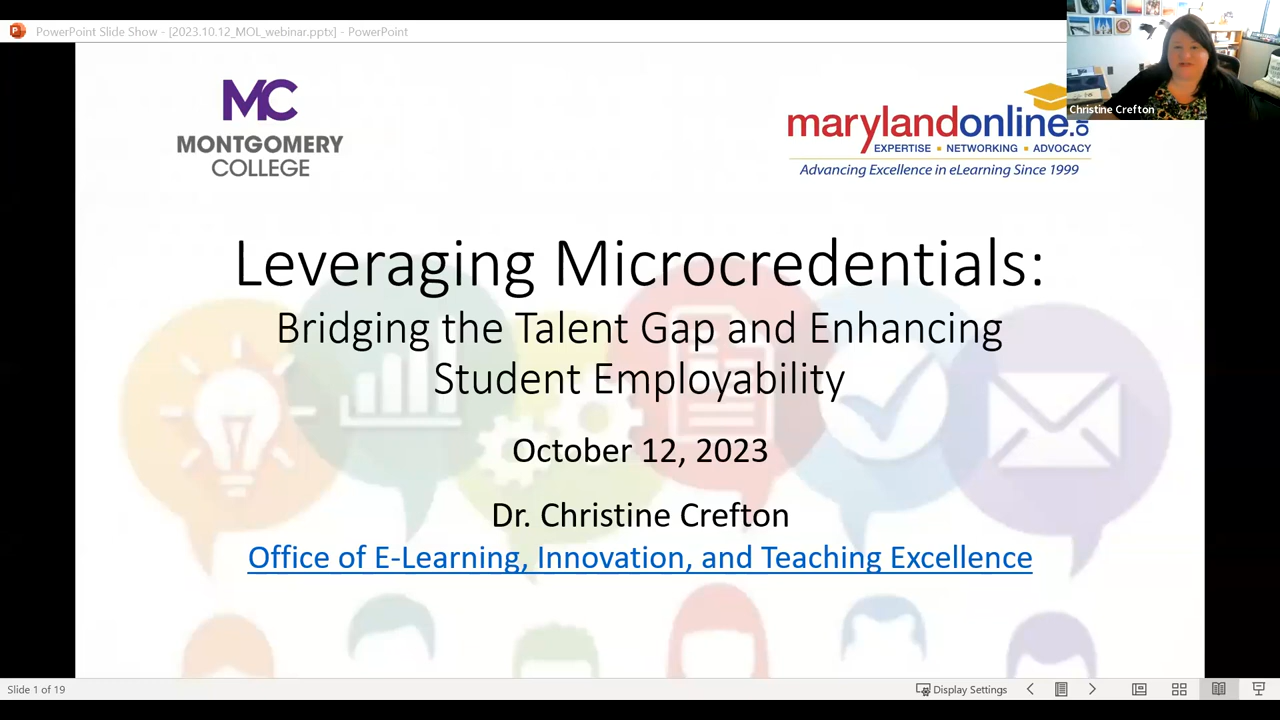 PowerPoint Slide Show - [2023.10.12_MOL_webinar.pptx] - PowerPoint
Christine Crefton
MC
MONTGOMERY
COLLEGE
marylandonline.or
EXPERTISE ▪ NETWORKING ▪ ADVOCACY
Advancing Excellence in eLearning Since 1999
Leveraging Microcredentials:
Bridging the Talent Gap and Enhancing
Student Employability
October 12, 2023
Dr. Christine Crefton
Office of E-Learning, Innovation, and Teaching Excellence
Slide 1 of 19
Display Settings